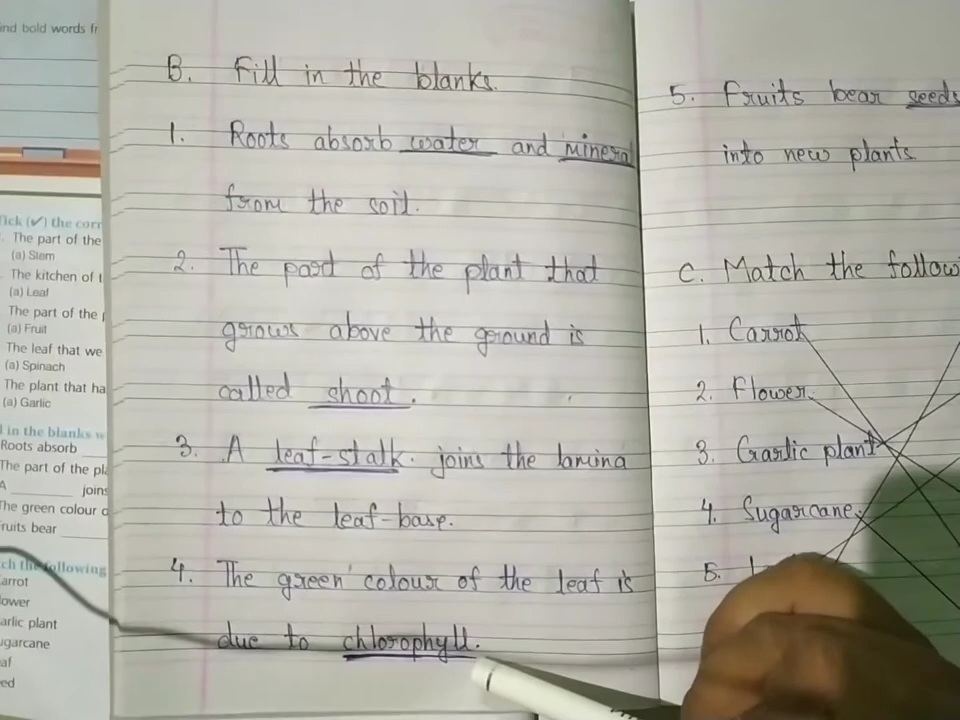 ind bold words fr
Tick (✓) the corr
The part of the
(a) Stem
The kitchen of t
(a) Leaf
The part of the p
(a) Fruit
The leaf that we
(a) Spinach
The plant that ha
(a) Garlic
l in the blanks w
Roots absorb
The part of the pla
A ________ joins
The green colour o
ruits bear
ch the following
arrot
lower
arlic plant
ugarcane
af
ed
B. Fill in the blanks.
1. Roots absorb water and mineral
from the soil.
2. The part of the plant that
grows above the ground is
called shoot.
3. A leaf-stalk. joins the lamina
to the leaf-base.
4. The green colour of the leaf is
due to chlorophyll.
5. Fruits bear seeds
into new plants
C. Match the follow
1. Carrot
2. Flower.
3. Garlic plant
4. Sugarcane.
5.